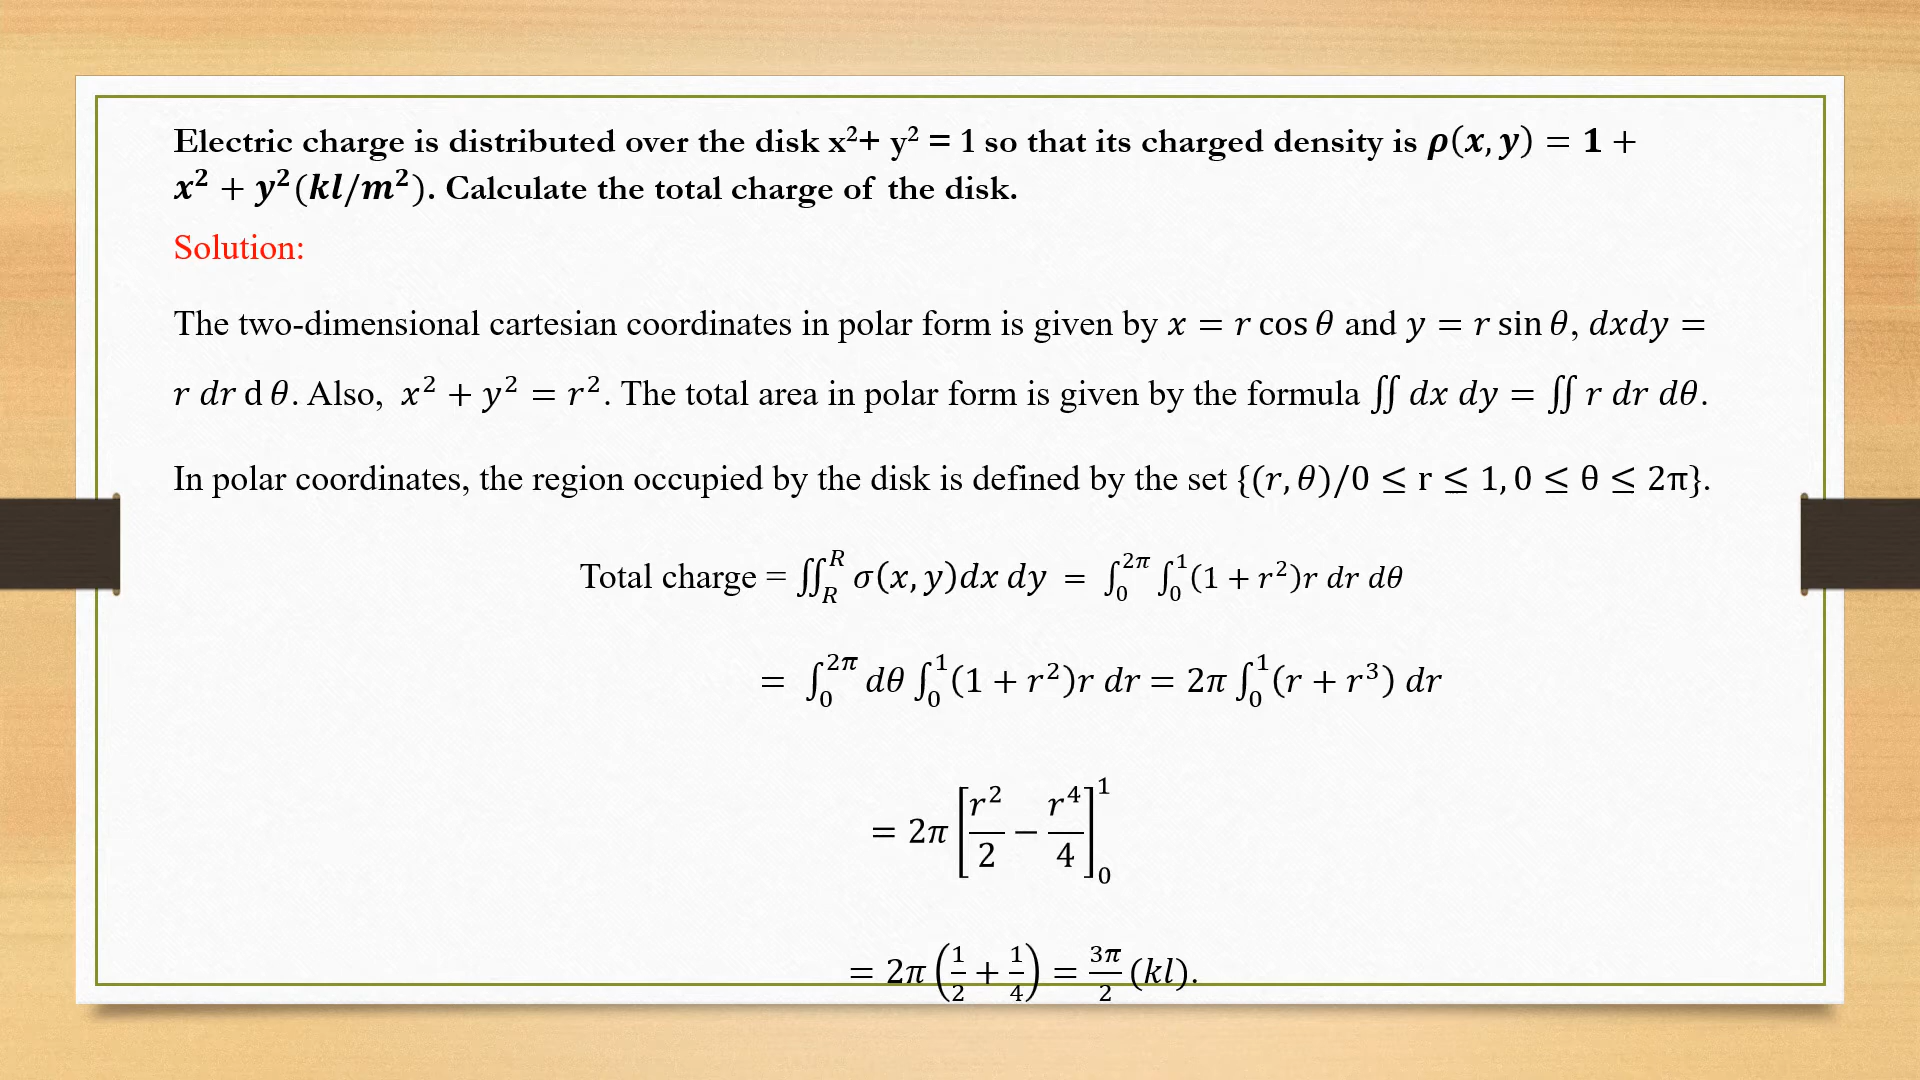 Electric charge is distributed over the disk x²+ y² = 1 so that its charged density is ρ(x, y) = 1 +
x² + y²(kl/m²). Calculate the total charge of the disk.
Solution:
The two-dimensional cartesian coordinates in polar form is given by x = r cos θ and y = r sin θ, dxdy =
r dr d θ. Also, x² + y² = r². The total area in polar form is given by the formula ∬ dx dy = ∬ r dr dθ.
In polar coordinates, the region occupied by the disk is defined by the set {(r, θ)/0 ≤ r ≤ 1, 0 ≤ θ ≤ 2π}.
Total charge = ∬_R^R σ(x, y)dx dy = ∫_0^{2π} ∫_0^1 (1 + r²)r dr dθ
= ∫_0^{2π} dθ ∫_0^1 (1 + r²)r dr = 2π ∫_0^1 (r + r³) dr
= 2π [r²/2 − r⁴/4]_0^1
= 2π (1/2 + 1/4) = 3π/2 (kl).